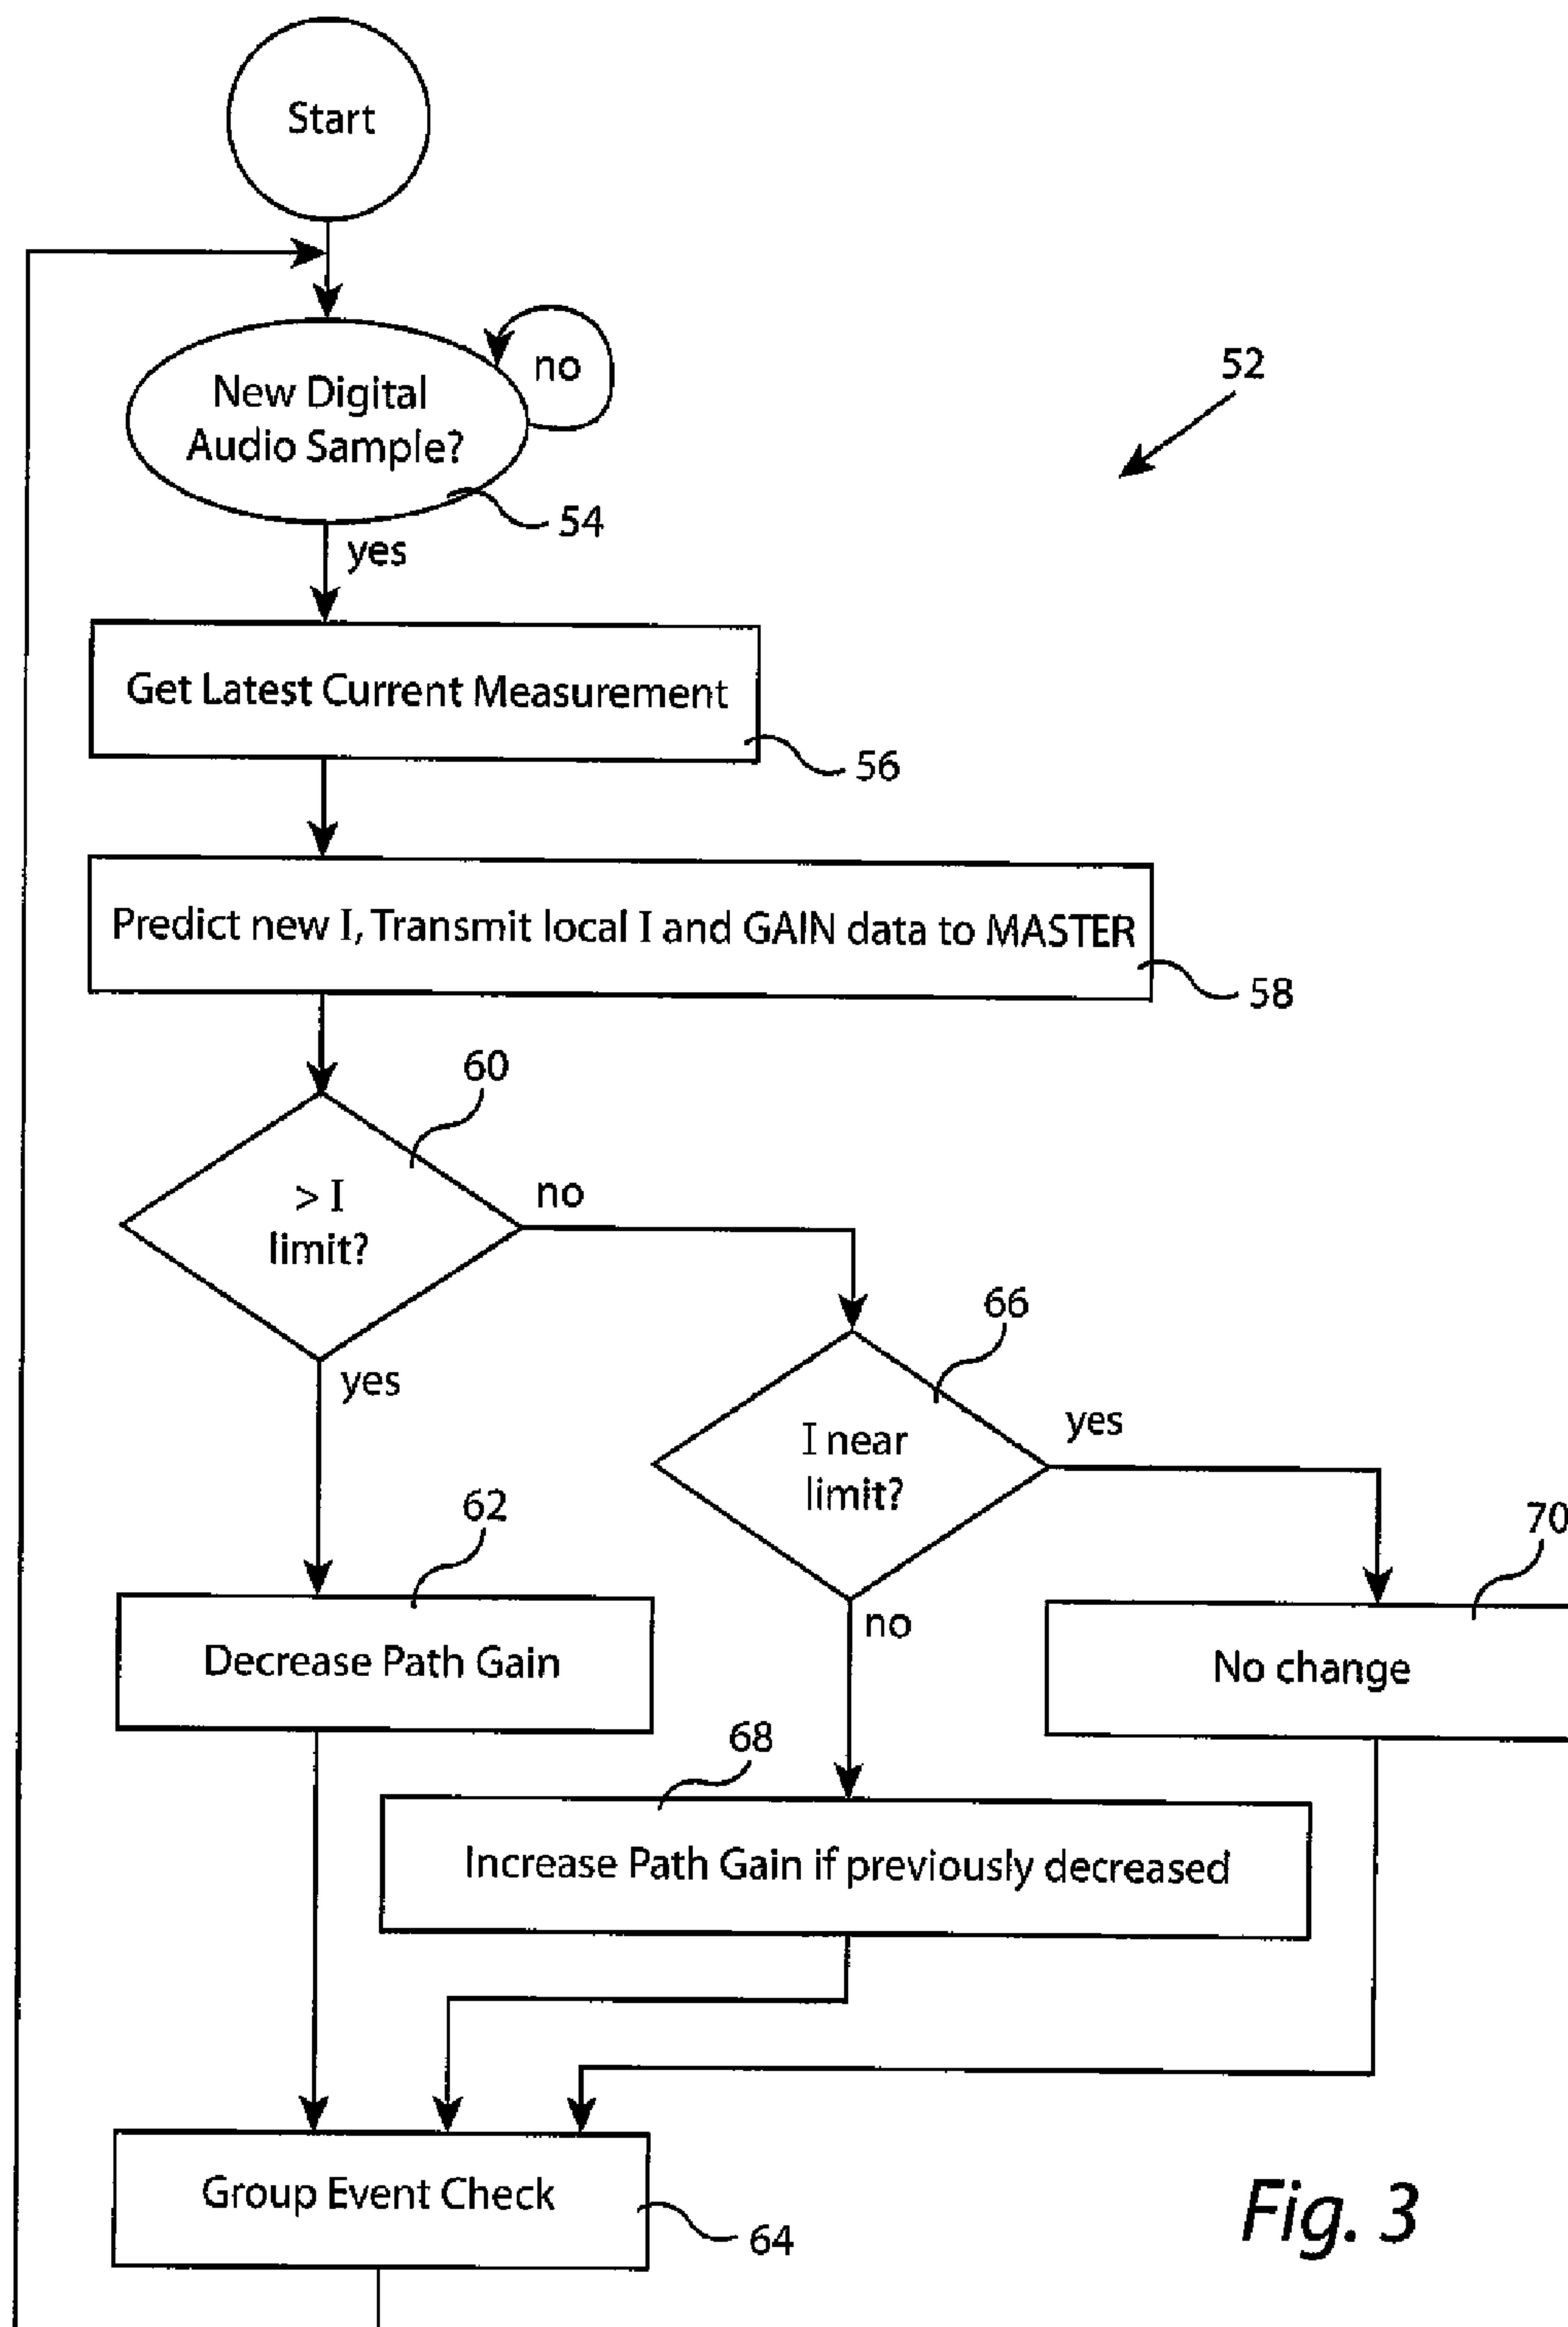 Start
New Digital
Audio Sample?
no
52
54
yes
Get Latest Current Measurement
56
Predict new I, Transmit local I and GAIN data to MASTER
58
60
> I
limit?
no
yes
66
I near
limit?
yes
no
62
Decrease Path Gain
70
No change
68
Increase Path Gain if previously decreased
Group Event Check
64
Fig. 3